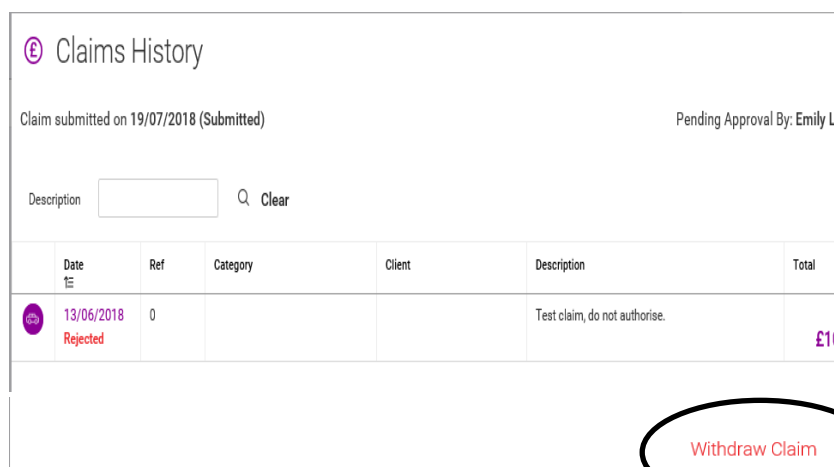 £ Claims History
Claim submitted on 19/07/2018 (Submitted) Pending Approval By: Emily L
Description Clear
Date Ref Category Client Description Total
13/06/2018 0 Test claim, do not authorise.
Rejected £10
Withdraw Claim